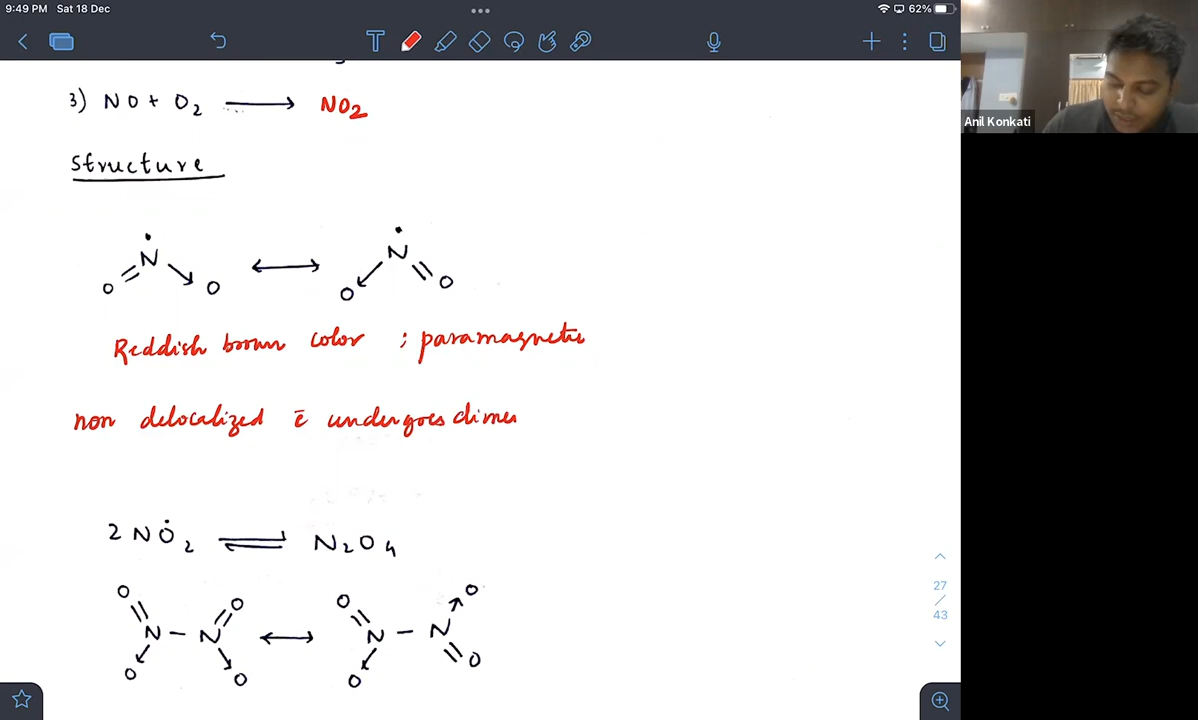 9:49 PM Sat 18 Dec
62%
Anil Konkati
3) NO + O2 ⟶ NO2
Structure
N
O O
⟷
N
O O
Reddish brown color ; paramagnetic
non delocalized ē undergoes dimer
2 NO2 ⇌ N2O4
O O
N – N
O O
⟷
O O
N – N
O O
27
/
43